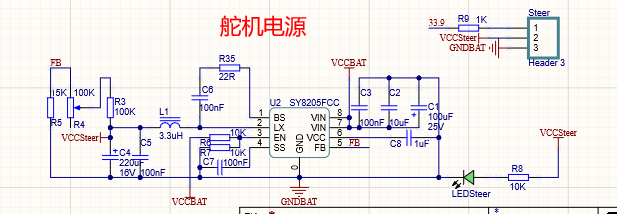 舵机电源
Steer
33.9
R9
1K
1
VCCSteer
2
GNDBAT
3
Header 3
FB
R35
22R
VCCBAT
15K
100K
R5
R4
R3
100K
C6
100nF
U2
SY8205FCC
C3
100nF
C2
10uF
C1
100uF
25V
L1
3.3uH
1
BS
2
LX
3
EN
4
SS
VIN
8
VIN
7
VCC
6
FB
5
FB
GND
0
VCCSteer
C4
220uF
16V
C5
100nF
10K
R6
10K
R7
C7
100nF
C8
1uF
VCCSteer
R8
10K
LEDSteer
VCCBAT
GNDBAT